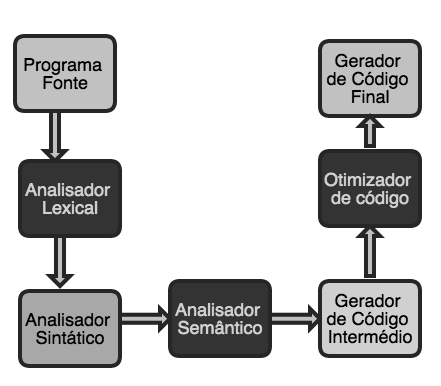 Programa
Fonte
Analisador
Lexical
Analisador
Sintático
Analisador
Semântico
Gerador
de Código
Intermédio
Otimizador
de código
Gerador
de Código
Final